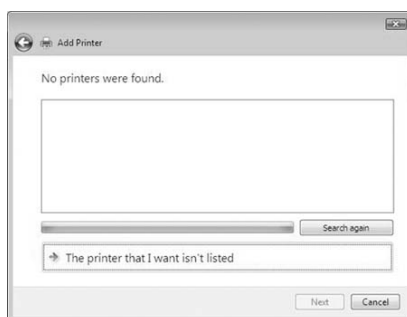 Add Printer
No printers were found.
Search again
The printer that I want isn't listed
Next Cancel